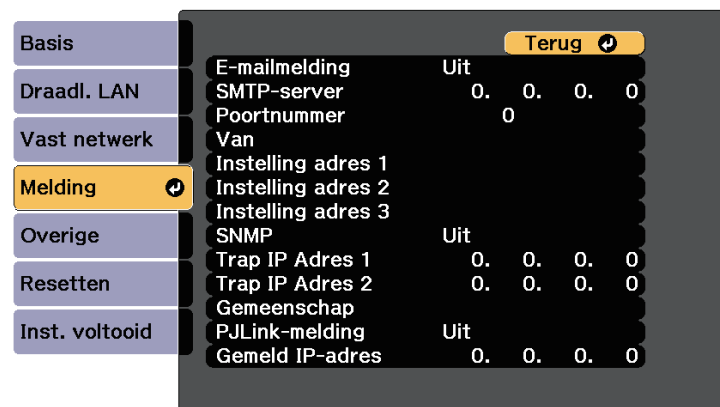 Basis
Draadl. LAN
Vast netwerk
Melding
Overige
Resetten
Inst. voltooid
Terug
E-mailmelding Uit
SMTP-server 0. 0. 0. 0
Poortnummer 0
Van
Instelling adres 1
Instelling adres 2
Instelling adres 3
SNMP Uit
Trap IP Adres 1 0. 0. 0. 0
Trap IP Adres 2 0. 0. 0. 0
Gemeenschap
PJLink-melding Uit
Gemeld IP-adres 0. 0. 0. 0